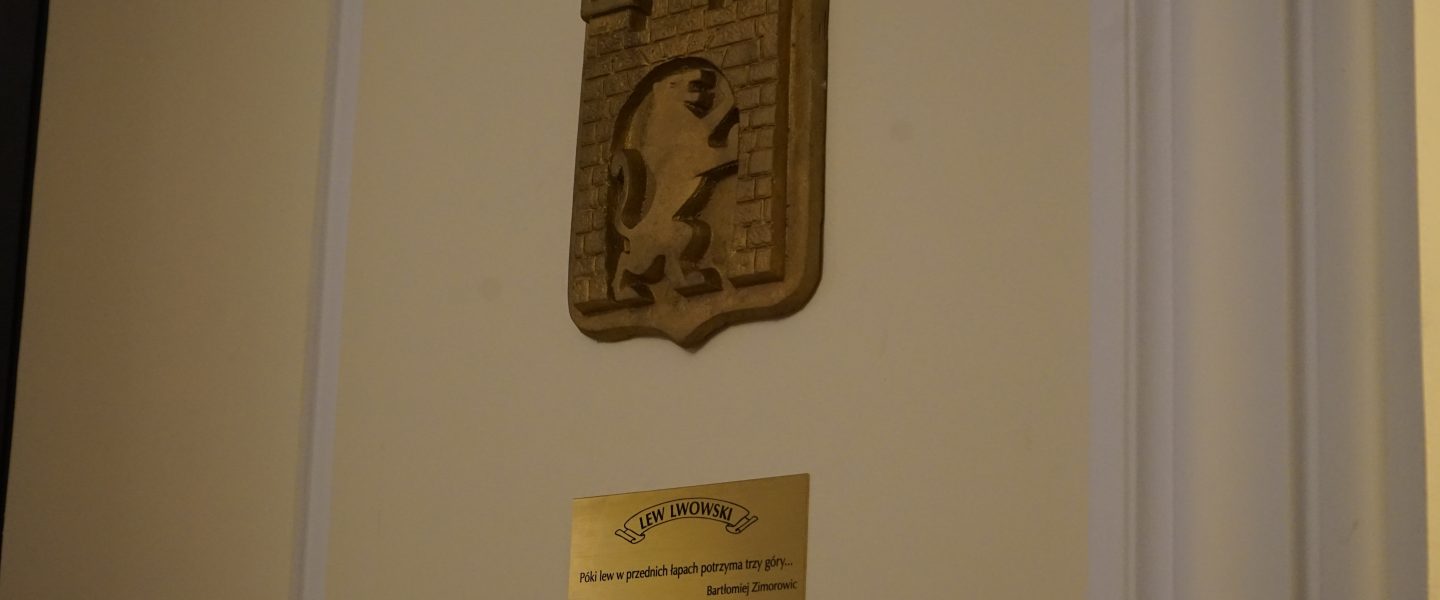 LEW LWOWSKI
Póki lew w przednich łapach potrzyma trzy góry...
Bartłomiej Zimorowic